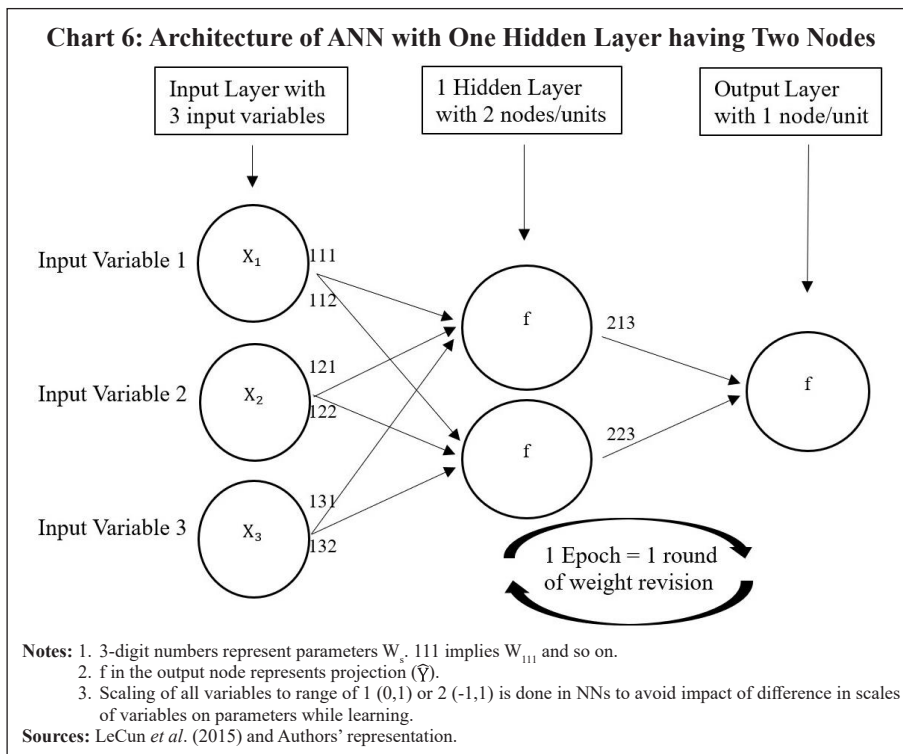 Chart 6: Architecture of ANN with One Hidden Layer having Two Nodes
Input Layer with
3 input variables
1 Hidden Layer
with 2 nodes/units
Output Layer
with 1 node/unit
Input Variable 1
X₁
111
112
f
213
Input Variable 2
X₂
121
122
f
223
f
Input Variable 3
X₃
131
132
1 Epoch = 1 round
of weight revision
Notes: 1. 3-digit numbers represent parameters Wₛ. 111 implies W₁₁₁ and so on.
2. f in the output node represents projection (Ŷ).
3. Scaling of all variables to range of 1 (0,1) or 2 (-1,1) is done in NNs to avoid impact of difference in scales
of variables on parameters while learning.
Sources: LeCun et al. (2015) and Authors’ representation.